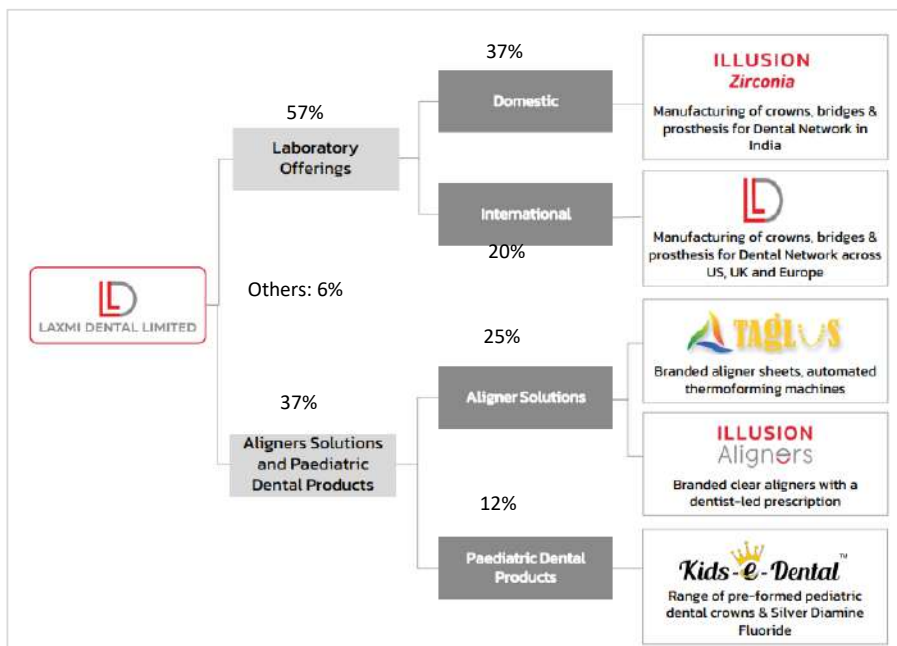 37%
ILLUSION
Zirconia
Domestic
Manufacturing of crowns, bridges &
prosthesis for Dental Network in
India
57%
Laboratory
Offerings
International
20%
LD
Manufacturing of crowns, bridges &
prosthesis for Dental Network across
US, UK and Europe
Others: 6%
LD
LAXMI DENTAL LIMITED
25%
TAGLUS
Branded aligner sheets, automated
thermoforming machines
Aligner Solutions
37%
Aligners Solutions
and Paediatric
Dental Products
ILLUSION
Aligners
Branded clear aligners with a
dentist-led prescription
12%
Paediatric Dental
Products
Kids-e-Dental™
Range of pre-formed pediatric
dental crowns & Silver Diamine
Fluoride